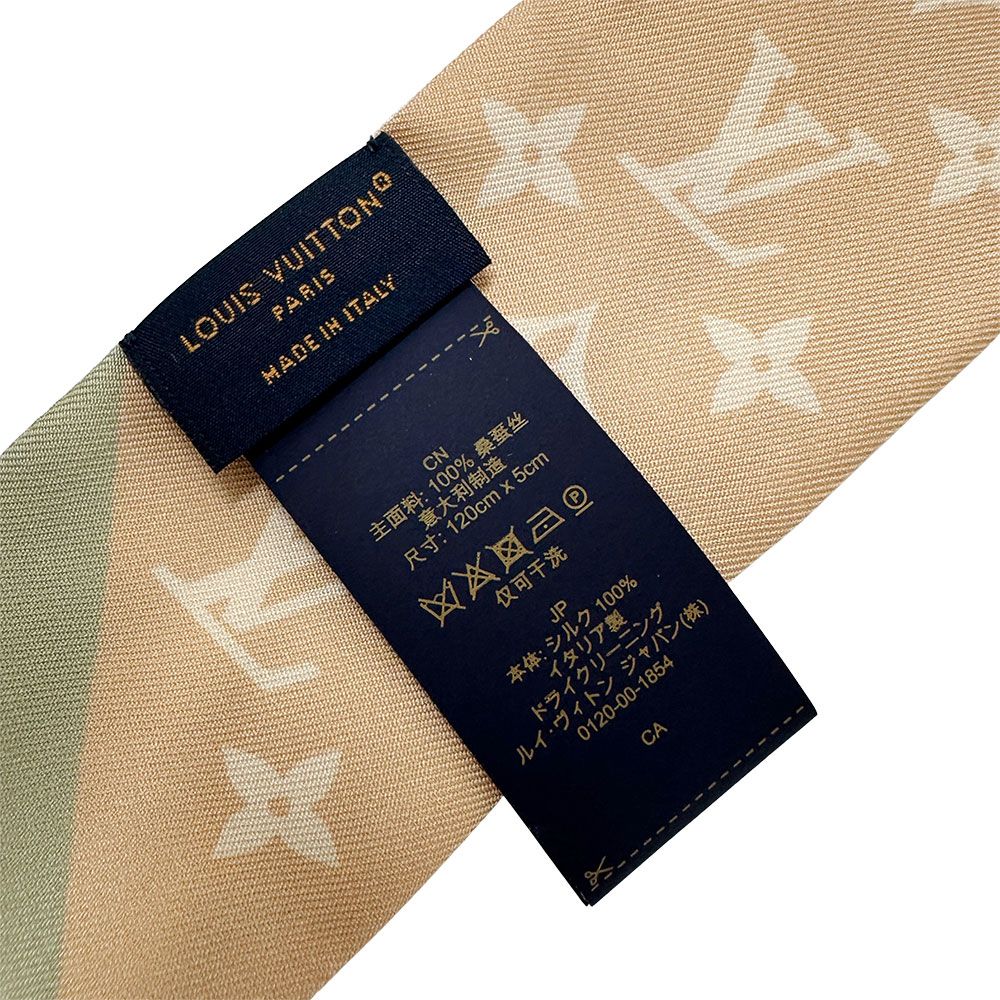 LOUIS VUITTON®
PARIS
MADE IN ITALY
CN
主面料: 100% 桑蚕丝
意大利制造
尺寸: 120cm x 5cm
P
仅可干洗
JP
本体: シルク 100%
イタリア製
ドライクリーニング
ルイ・ヴィトン ジャパン(株)
0120-00-1854
CA